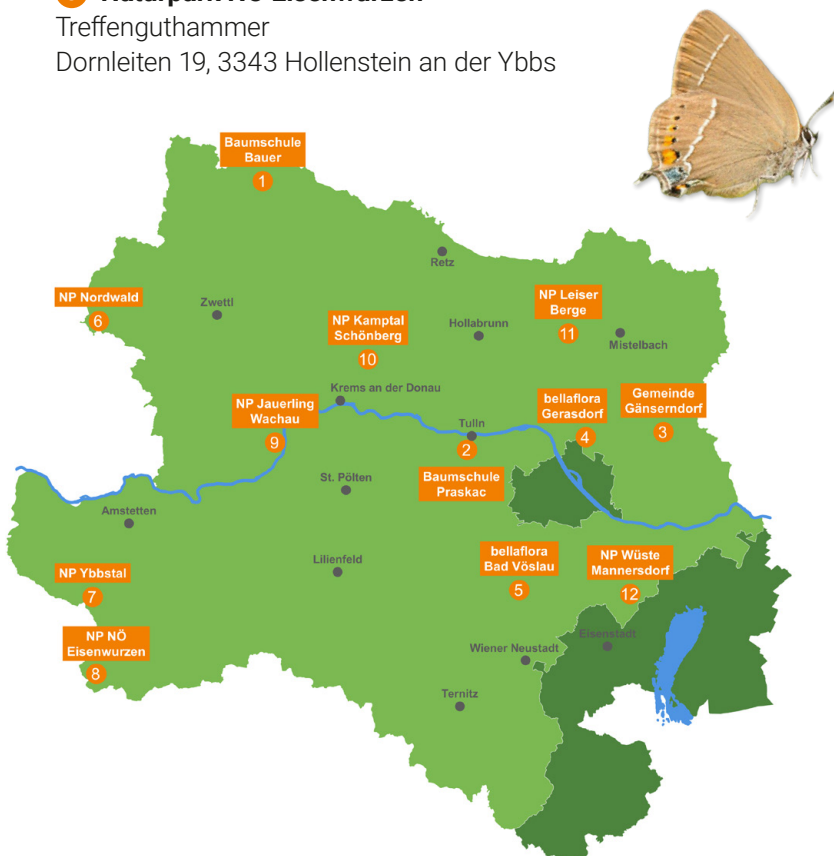 Treffenguthammer
Dornleiten 19, 3343 Hollenstein an der Ybbs
Baumschule
Bauer
1
Retz
NP Nordwald
6
Zwettl
NP Kamptal
Schönberg
10
Hollabrunn
NP Leiser
Berge
11
Mistelbach
Krems an der Donau
NP Jauerling
Wachau
9
Tulln
2
Baumschule
Praskac
bellaflora
Gerasdorf
4
Gemeinde
Gänserndorf
3
St. Pölten
Amstetten
Lilienfeld
NP Ybbstal
7
NP NÖ
Eisenwurzen
8
bellaflora
Bad Vöslau
5
NP Wüste
Mannersdorf
12
Eisenstadt
Wiener Neustadt
Ternitz